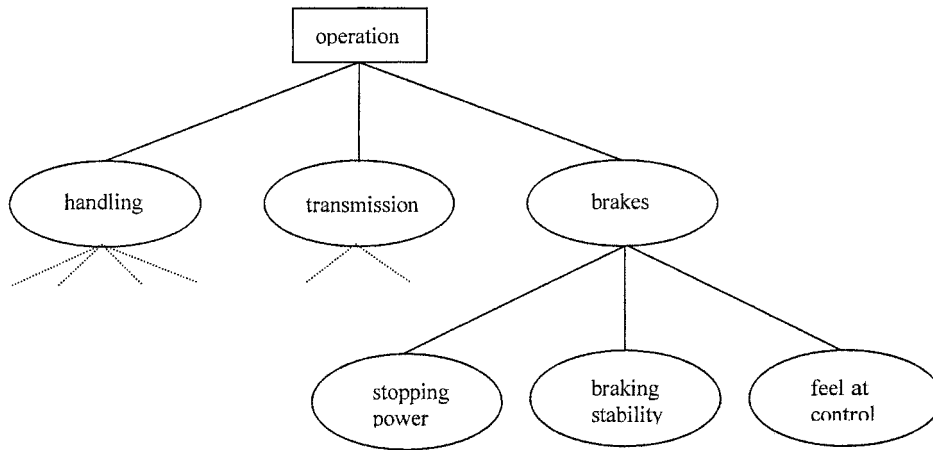 operation
handling
transmission
brakes
stopping
power
braking
stability
feel at
control